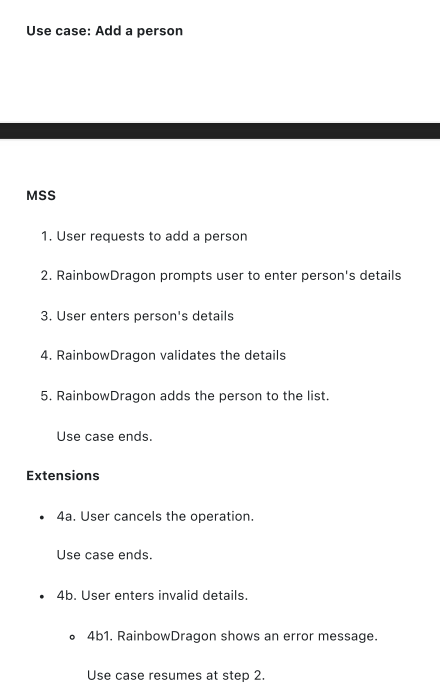 Use case: Add a person
MSS
1. User requests to add a person
2. RainbowDragon prompts user to enter person's details
3. User enters person's details
4. RainbowDragon validates the details
5. RainbowDragon adds the person to the list.
Use case ends.
Extensions
• 4a. User cancels the operation.
Use case ends.
• 4b. User enters invalid details.
◦ 4b1. RainbowDragon shows an error message.
Use case resumes at step 2.